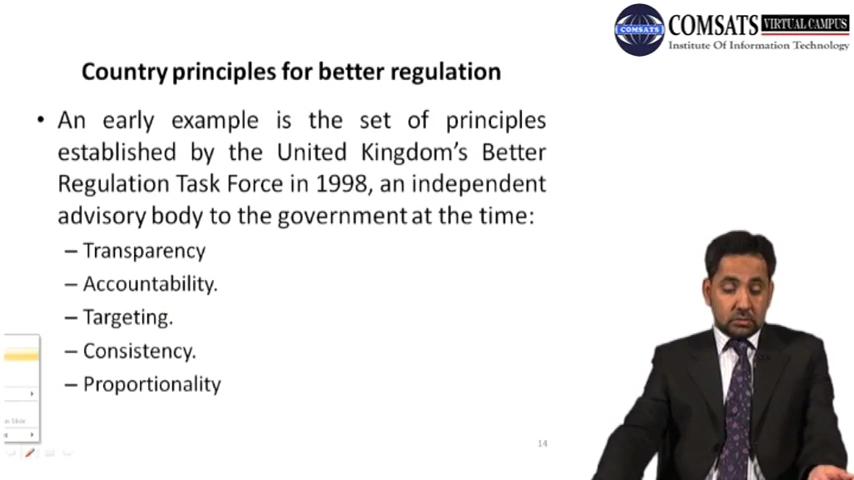 COMSATS VIRTUAL CAMPUS
Institute Of Information Technology
Country principles for better regulation
• An early example is the set of principles
established by the United Kingdom's Better
Regulation Task Force in 1998, an independent
advisory body to the government at the time:
– Transparency
– Accountability.
– Targeting.
– Consistency.
– Proportionality
14
COMSATS